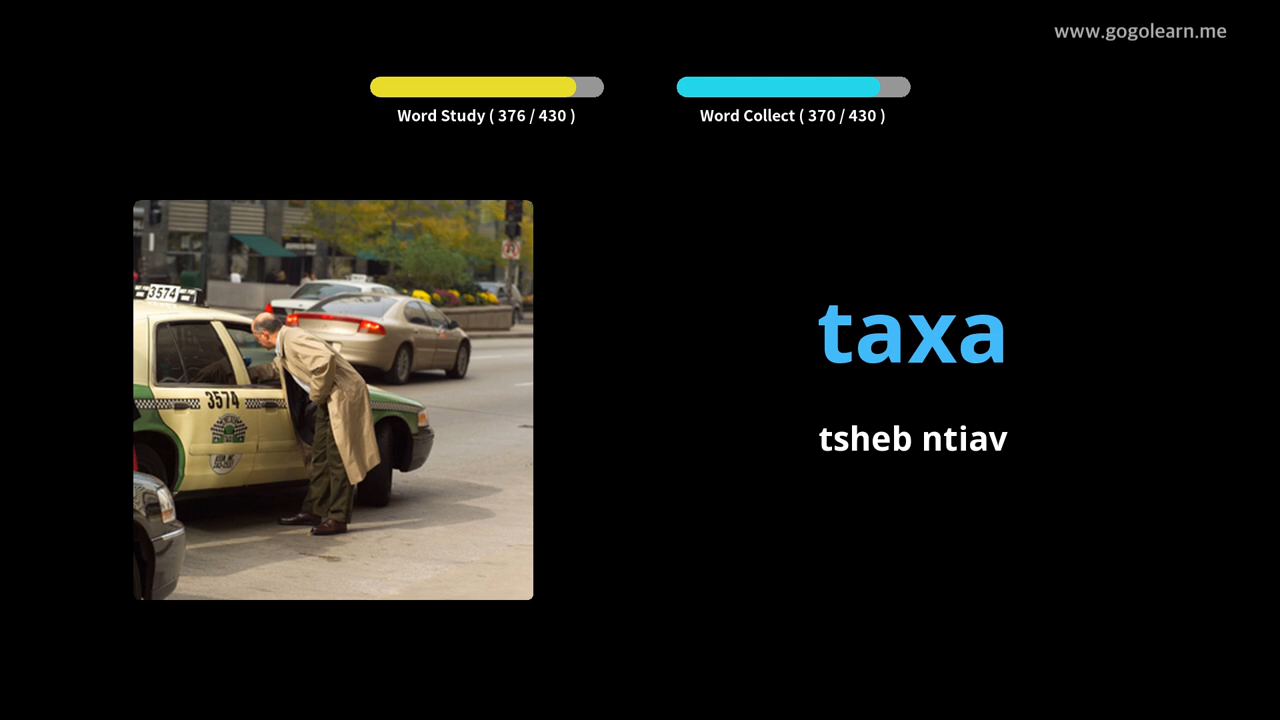 www.gogolearn.me
Word Study ( 376 / 430 )
Word Collect ( 370 / 430 )
taxa
tsheb ntiav
3574
3574